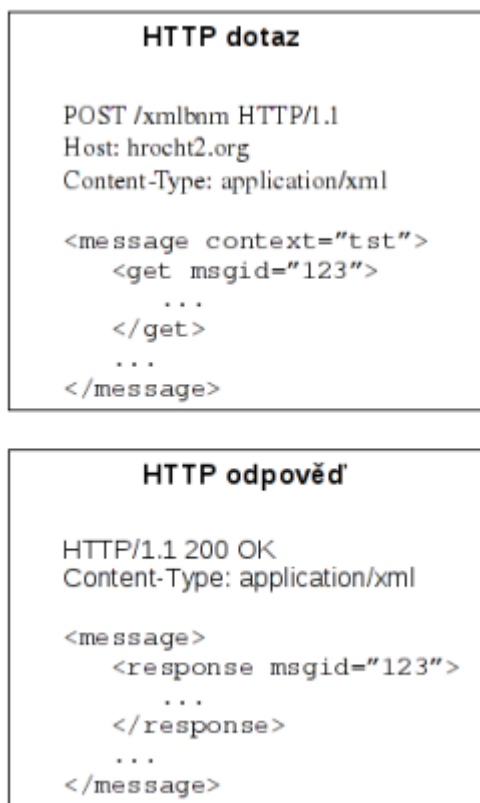 HTTP dotaz
POST /xmlbnm HTTP/1.1
Host: hrocht2.org
Content-Type: application/xml
<message context="tst">
<get msgid="123">
...
</get>
...
</message>
HTTP odpověď
HTTP/1.1 200 OK
Content-Type: application/xml
<message>
<response msgid="123">
...
</response>
...
</message>